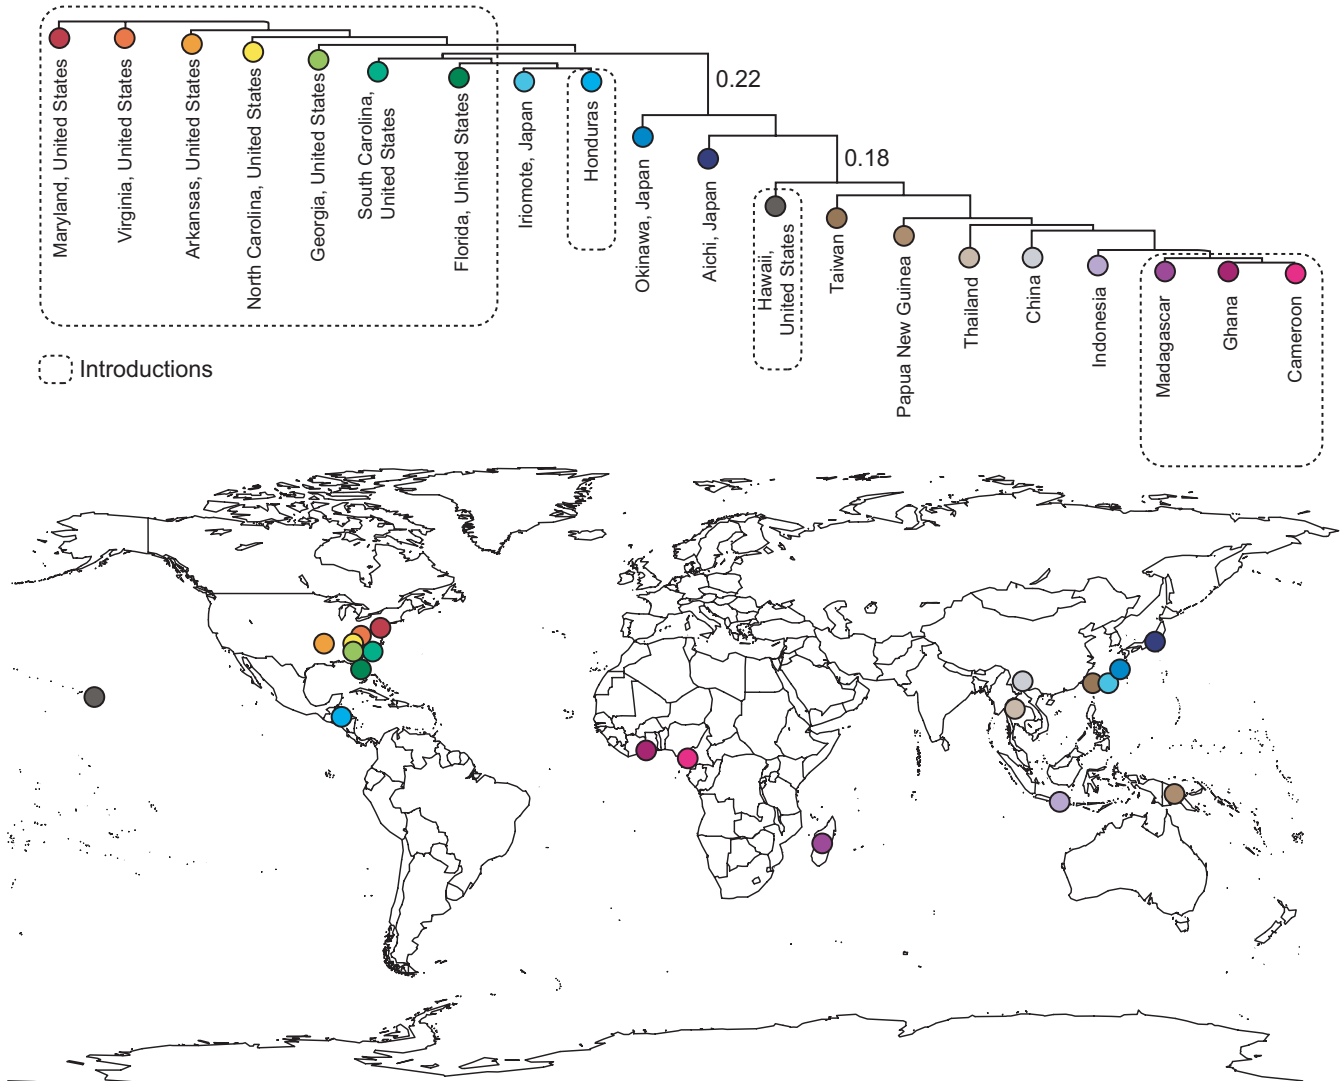 0.22
0.18
Maryland, United States
Virginia, United States
Arkansas, United States
North Carolina, United States
Georgia, United States
South Carolina,
United States
Florida, United States
Iriomote, Japan
Honduras
Okinawa, Japan
Aichi, Japan
Hawaii,
United States
Taiwan
Papua New Guinea
Thailand
China
Indonesia
Madagascar
Ghana
Cameroon
Introductions